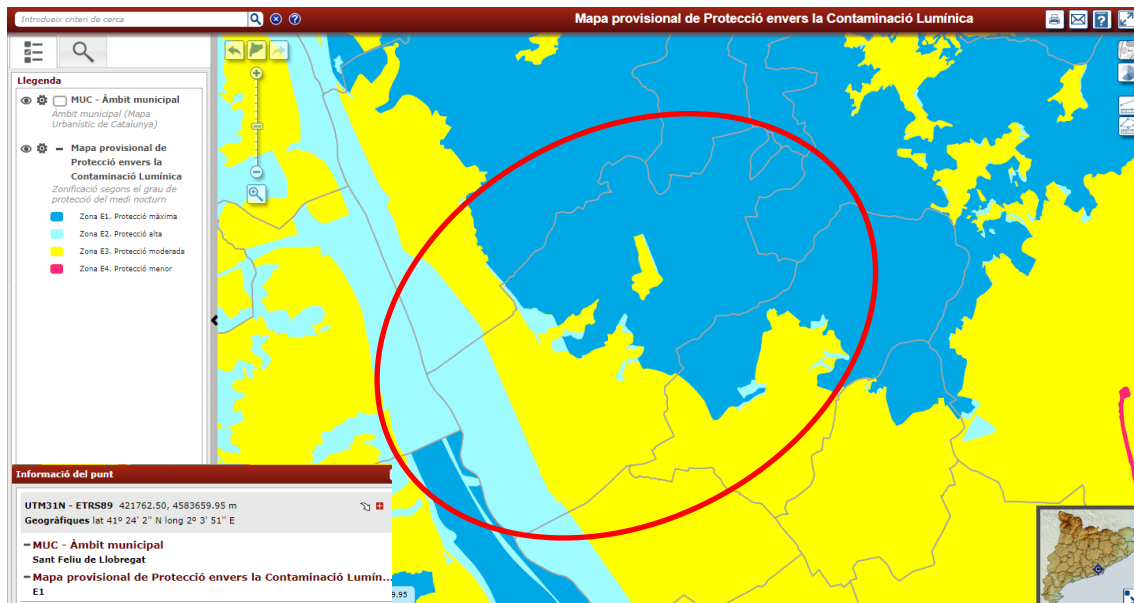 Introdueix criteri de cerca
Mapa provisional de Protecció envers la Contaminació Lumínica
Llegenda
MUC - Àmbit municipal
Àmbit municipal (Mapa
Urbanístic de Catalunya)
Mapa provisional de
Protecció envers la
Contaminació Lumínica
Zonificació segons el grau de
protecció del medi nocturn
Zona E1. Protecció màxima
Zona E2. Protecció alta
Zona E3. Protecció moderada
Zona E4. Protecció menor
Informació del punt
UTM31N - ETRS89 421762.50, 4583659.95 m
Geogràfiques lat 41º 24' 2'' N long 2º 3' 51'' E
MUC - Àmbit municipal
Sant Feliu de Llobregat
Mapa provisional de Protecció envers la Contaminació Lumín...
E1
9.95